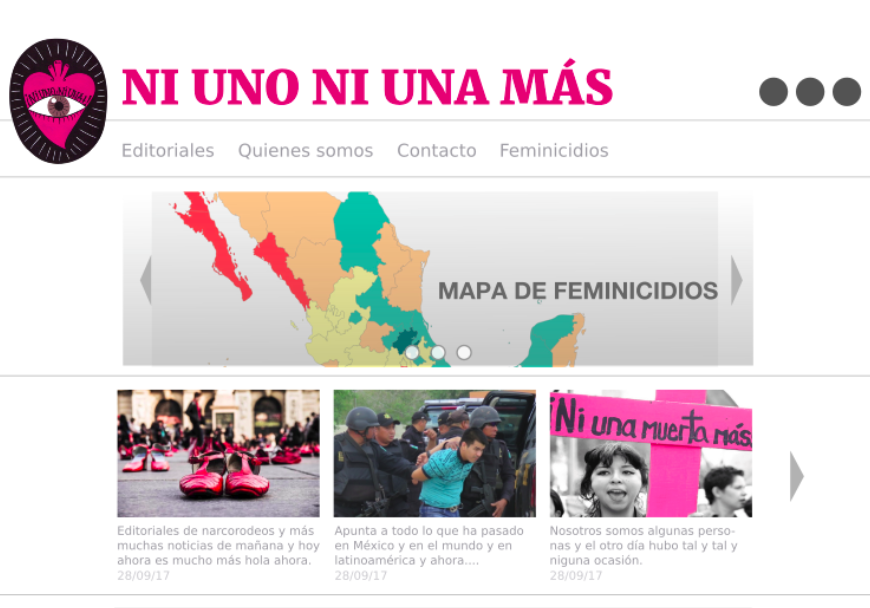 NI UNO NI UNA MÁS
Editoriales Quienes somos Contacto Feminicidios
MAPA DE FEMINICIDIOS
¡Ni una muerta más
Editoriales de narcorodeos y más
muchas noticias de mañana y hoy
ahora es mucho más hola ahora.
28/09/17
Apunta a todo lo que ha pasado
en México y en el mundo y en
latinoamérica y ahora....
28/09/17
Nosotros somos algunas perso-
nas y el otro día hubo tal y tal y
niguna ocasión.
28/09/17